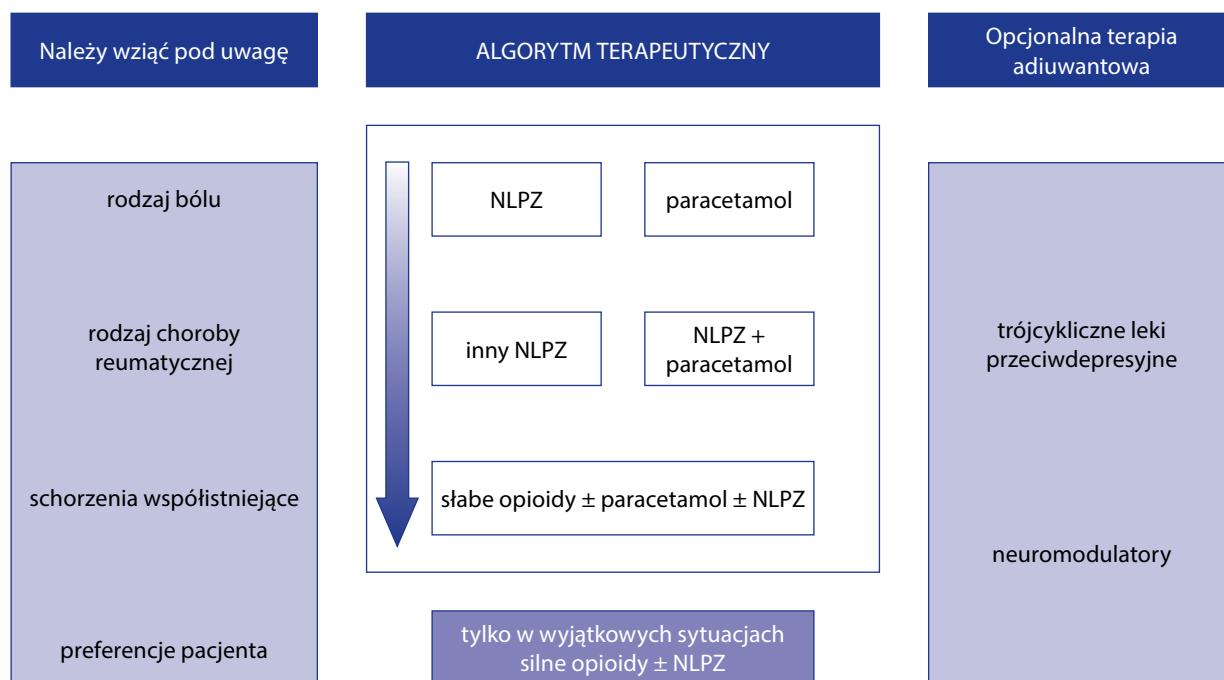 Należy wziąć pod uwagę
ALGORYTM TERAPEUTYCZNY
Opcjonalna terapia
adiuwantowa
rodzaj bólu
rodzaj choroby
reumatycznej
schorzenia współistniejące
preferencje pacjenta
NLPZ
paracetamol
inny NLPZ
NLPZ +
paracetamol
słabe opioidy ± paracetamol ± NLPZ
tylko w wyjątkowych sytuacjach
silne opioidy ± NLPZ
trójcykliczne leki
przeciwdepresyjne
neuromodulatory